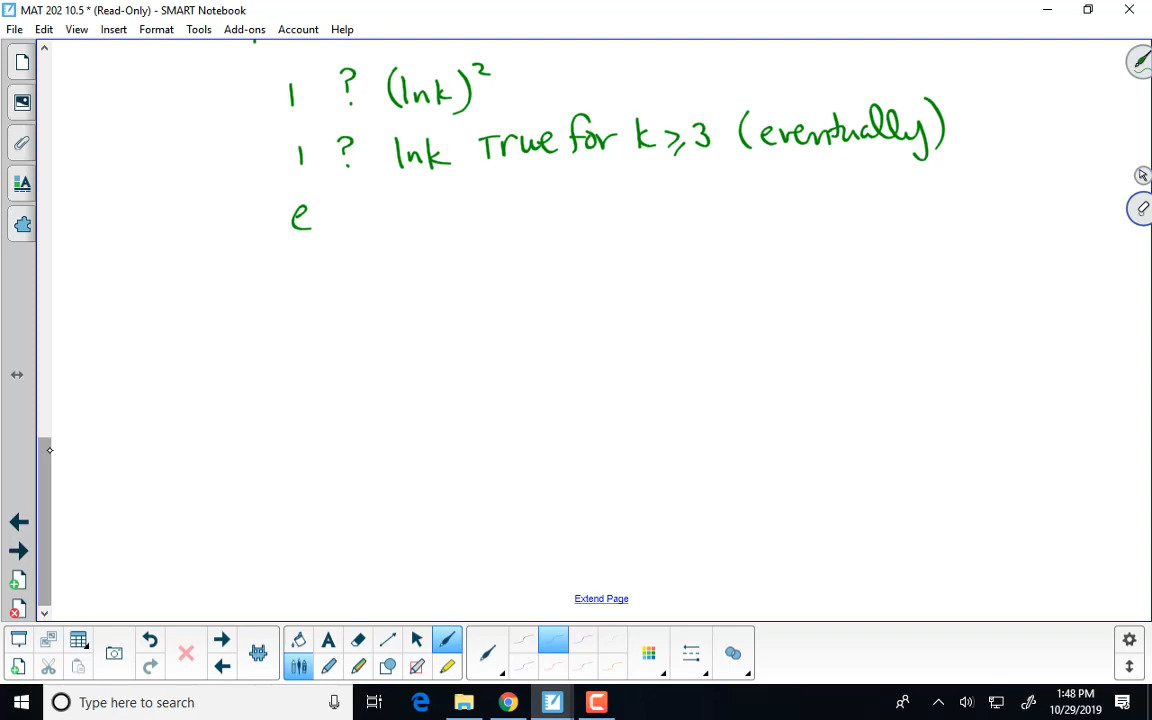 MAT 202 10.5 * (Read-Only) - SMART Notebook
File Edit View Insert Format Tools Add-ons Account Help
1 ? (lnk)²
1 ? lnk True for k ⩾ 3 (eventually)
e
Extend Page
Type here to search
1:48 PM
10/29/2019